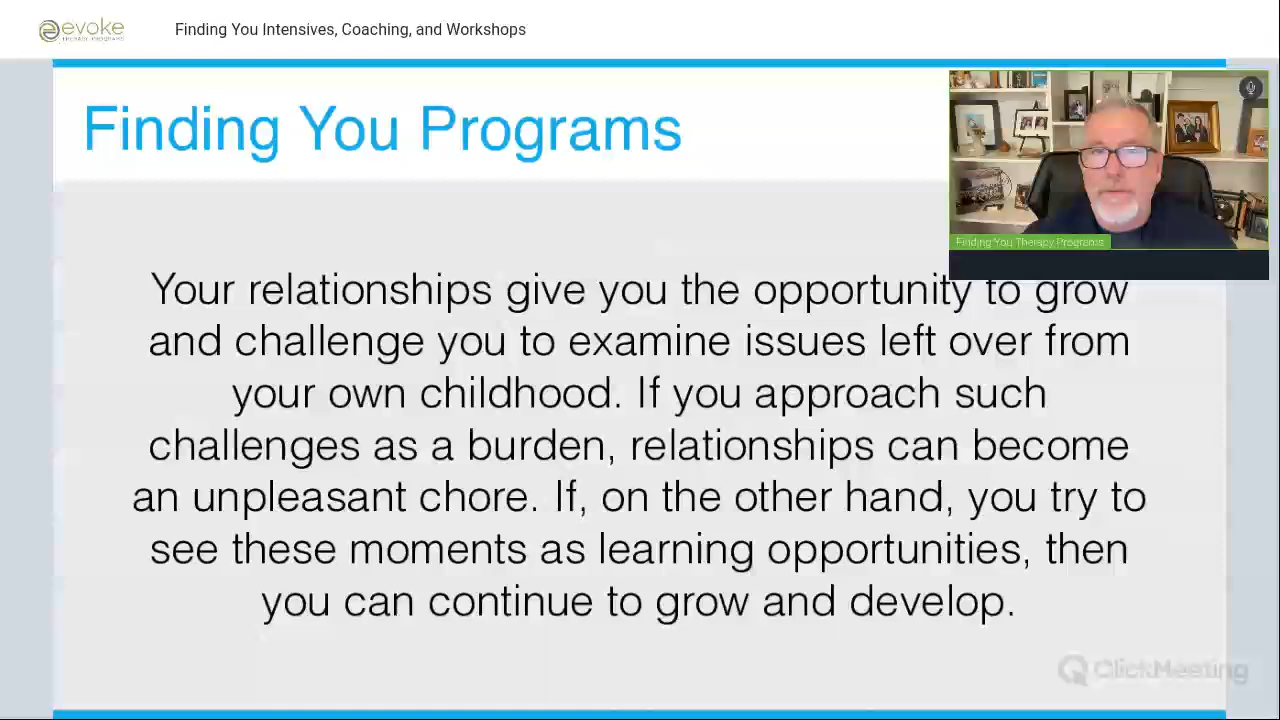 evoke
THERAPY PROGRAMS
Finding You Intensives, Coaching, and Workshops
Finding You Programs
Finding You Therapy Programs
Your relationships give you the opportunity to grow
and challenge you to examine issues left over from
your own childhood. If you approach such
challenges as a burden, relationships can become
an unpleasant chore. If, on the other hand, you try to
see these moments as learning opportunities, then
you can continue to grow and develop.
ClickMeeting